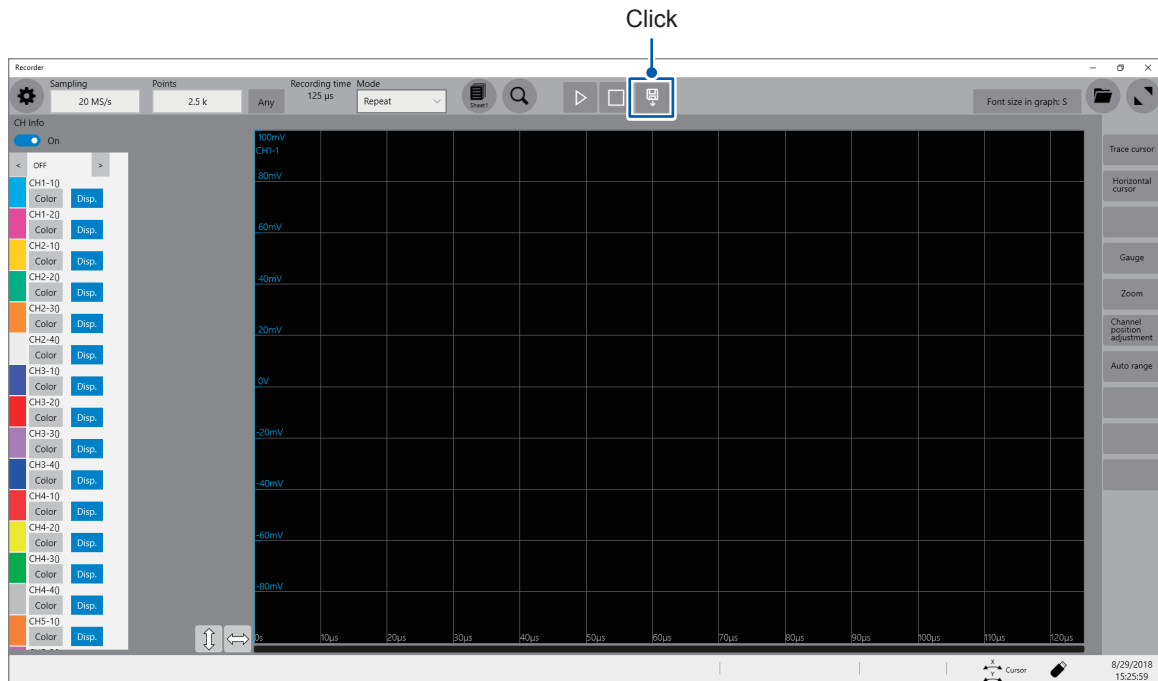 Click
Recorder
Sampling
Points
Recording time
Mode
20 MS/s
2.5 k
Any
125 µs
Repeat
Sheet1
Font size in graph: S
CH Info
On
< OFF >
CH1-1()
Color Disp.
CH1-2()
Color Disp.
CH2-1()
Color Disp.
CH2-2()
Color Disp.
CH2-3()
Color Disp.
CH2-4()
Color Disp.
CH3-1()
Color Disp.
CH3-2()
Color Disp.
CH3-3()
Color Disp.
CH3-4()
Color Disp.
CH4-1()
Color Disp.
CH4-2()
Color Disp.
CH4-3()
Color Disp.
CH4-4()
Color Disp.
CH5-1()
Color Disp.
100mV
CH1-1
80mV
60mV
40mV
20mV
0V
-20mV
-40mV
-60mV
-80mV
0s 10µs 20µs 30µs 40µs 50µs 60µs 70µs 80µs 90µs 100µs 110µs 120µs
Trace cursor
Horizontal
cursor
Gauge
Zoom
Channel
position
adjustment
Auto range
X
Y
Cursor
8/29/2018
15:25:59